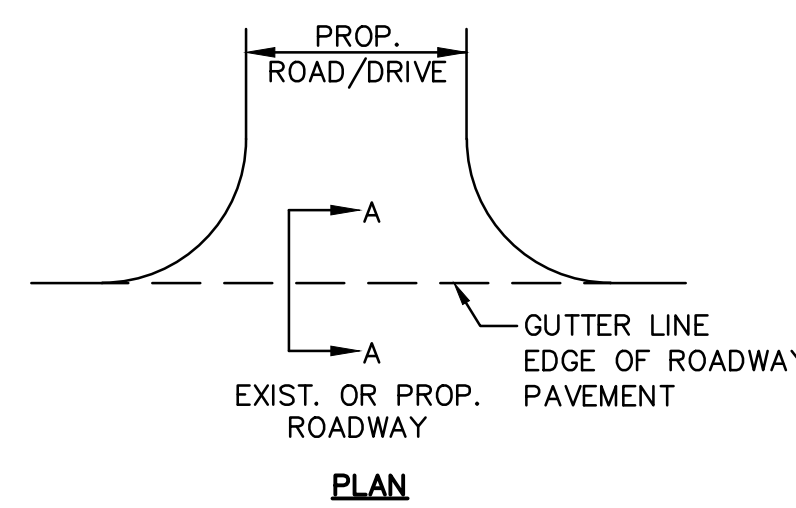 PROP.
ROAD/DRIVE
A
A
GUTTER LINE
EDGE OF ROADWAY
PAVEMENT
EXIST. OR PROP.
ROADWAY
PLAN